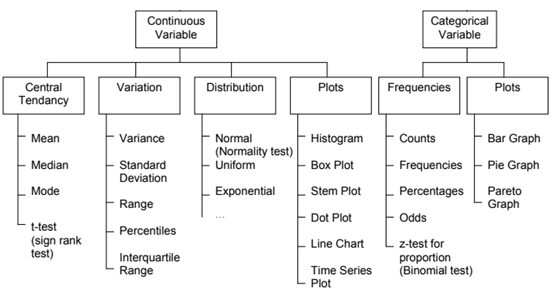 Continuous
Variable
Categorical
Variable
Central
Tendancy
Variation
Distribution
Plots
Frequencies
Plots
Mean
Median
Mode
t-test
(sign rank
test)
Variance
Standard
Deviation
Range
Percentiles
Interquartile
Range
Normal
(Normality test)
Uniform
Exponential
...
Histogram
Box Plot
Stem Plot
Dot Plot
Line Chart
Time Series
Plot
Counts
Frequencies
Percentages
Odds
z-test for
proportion
(Binomial test)
Bar Graph
Pie Graph
Pareto
Graph